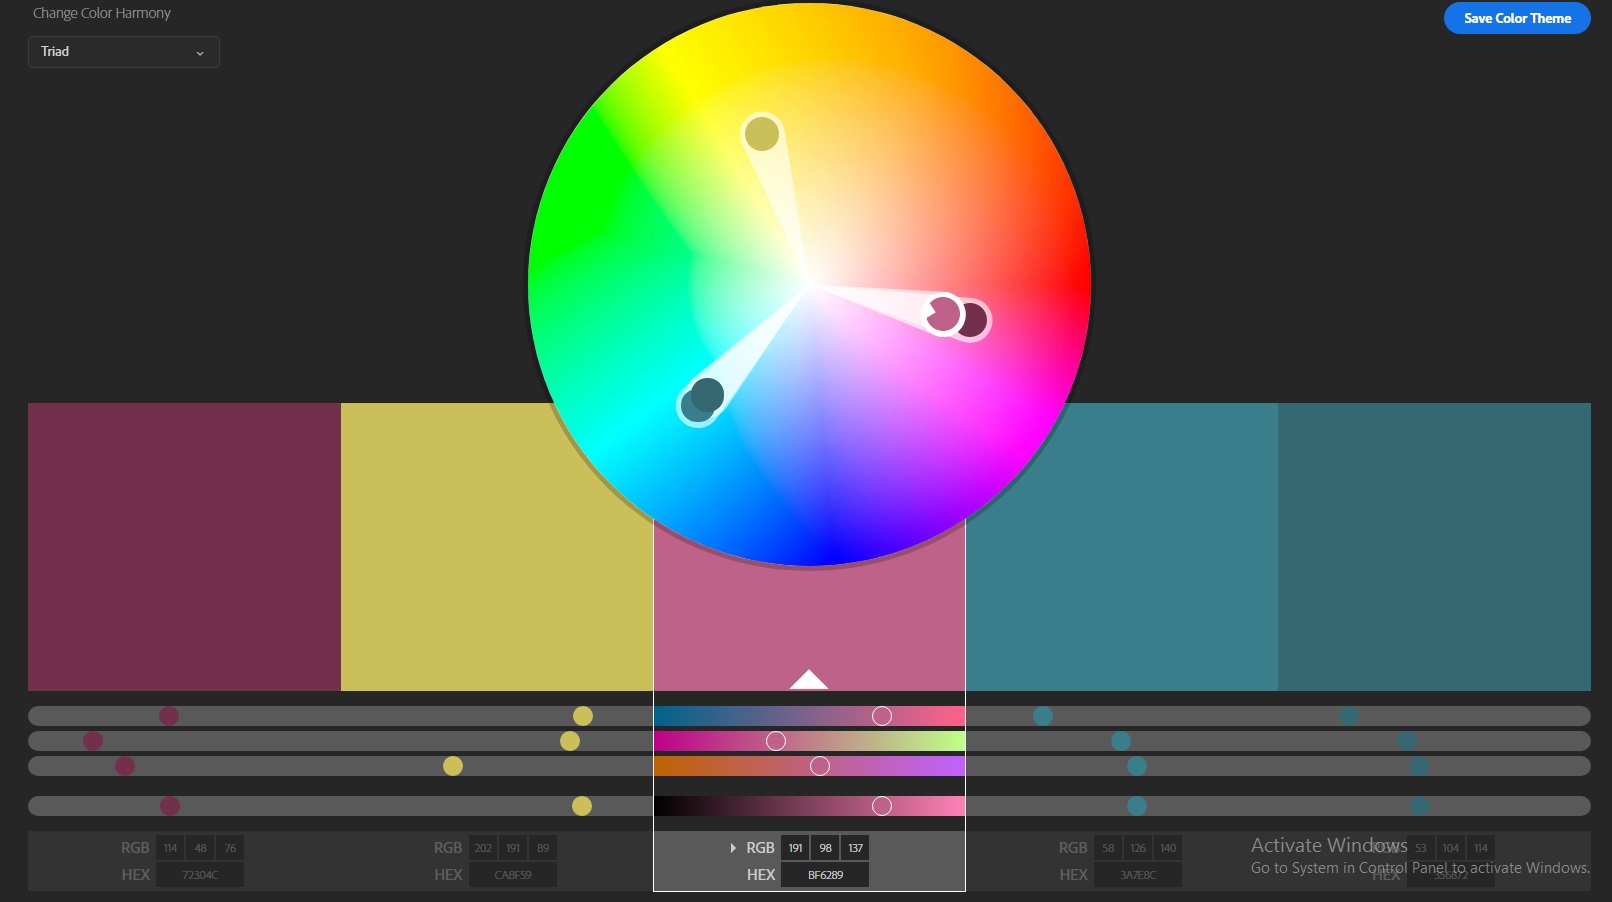 Change Color Harmony
Save Color Theme
Triad
RGB 114 48 76
HEX 72304C
RGB 202 191 89
HEX CABF59
RGB 191 98 137
HEX BF6289
RGB 58 126 140
HEX 3A7E8C
RGB 53 104 114
HEX 356872
Activate Windows
Go to System in Control Panel to activate Windows.